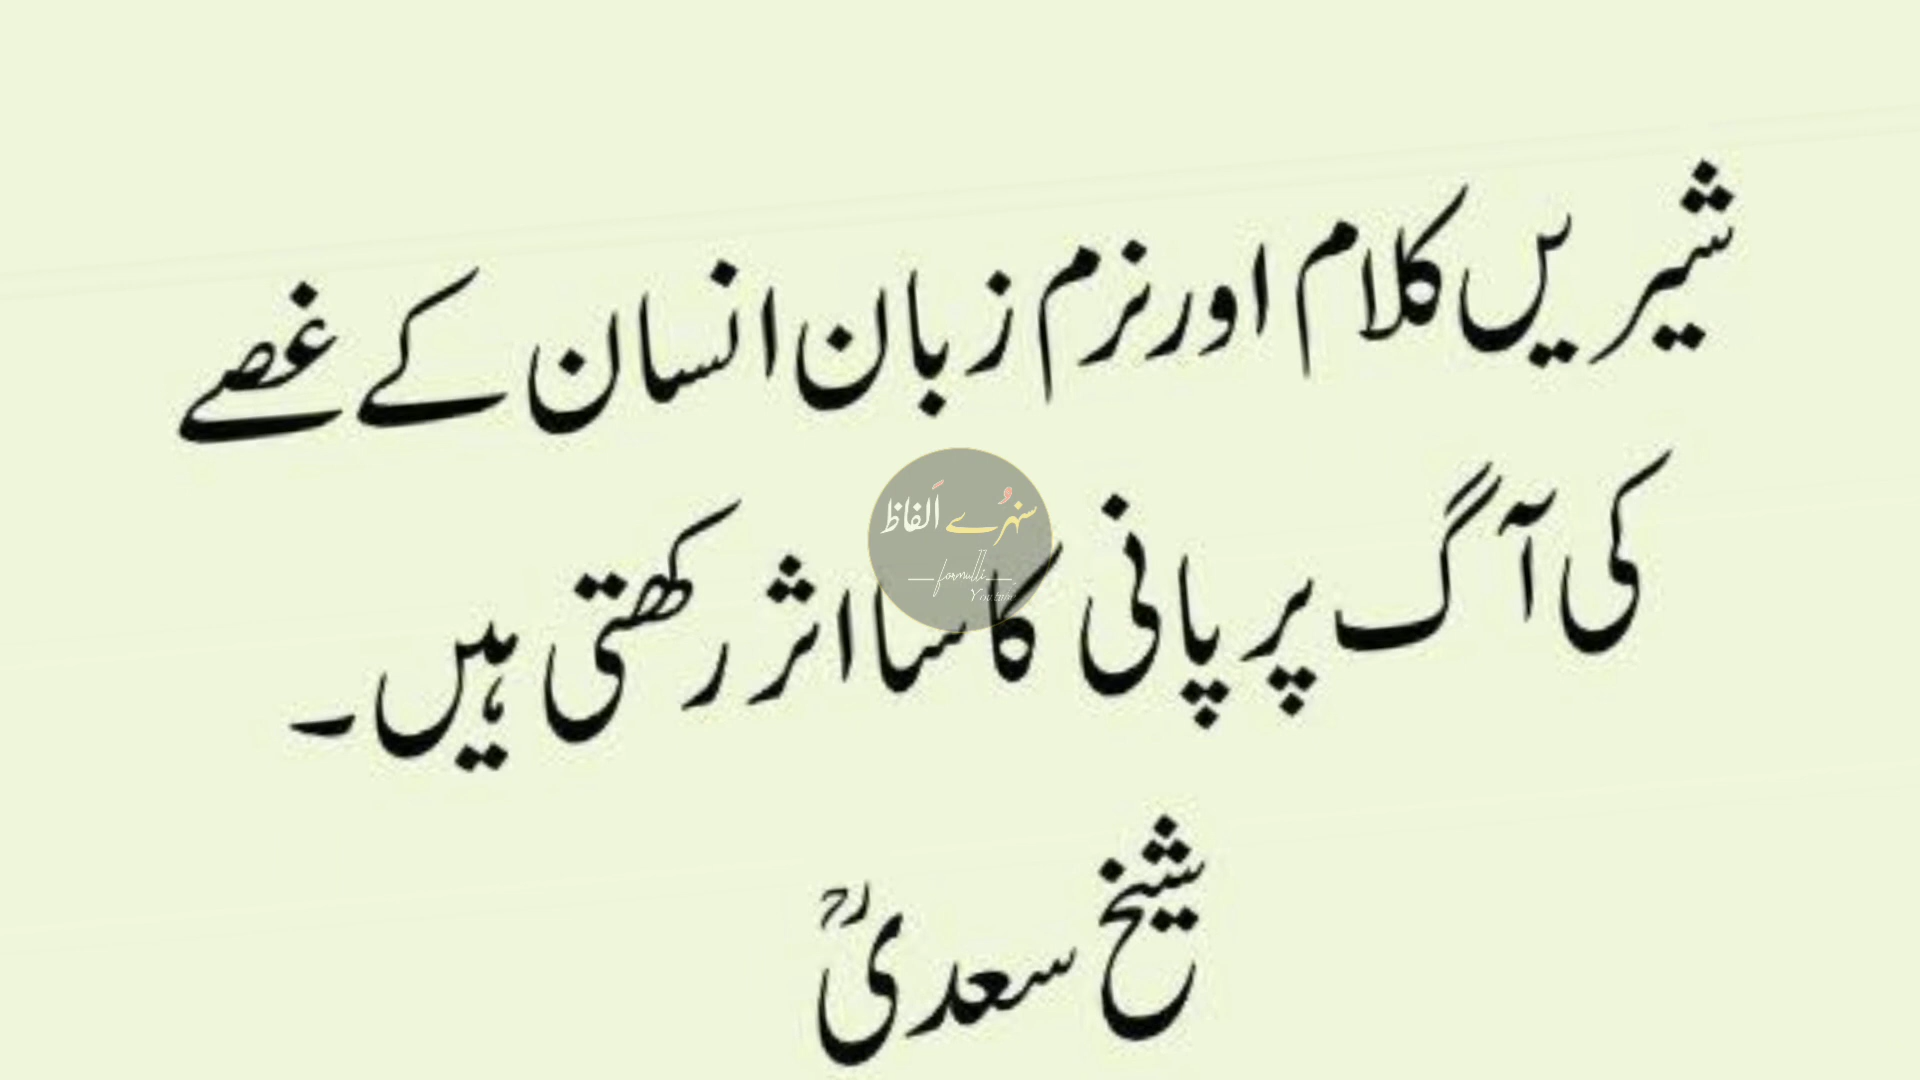 شیریں کلام اور نرم زبان انسان کے غصے
کی آگ پر پانی کا سا اثر رکھتی ہیں۔
سنہرے الفاظ
شیخ سعدیؒ